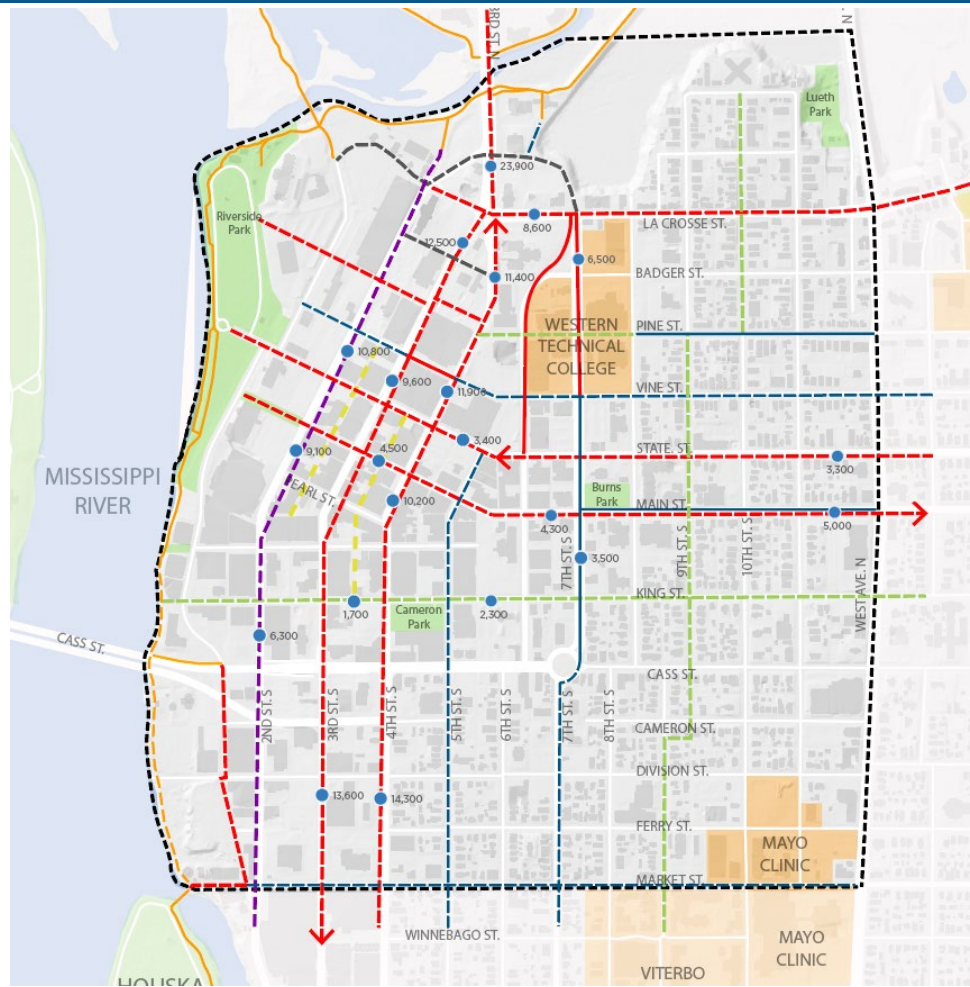 3RD ST. N
N
Lueth
Park
23,900
Riverside
Park
8,600
LA CROSSE ST.
12,500
6,500
BADGER ST.
11,400
WESTERN
TECHNICAL
COLLEGE
PINE ST.
10,800
9,600
11,900
VINE ST.
3,400
STATE. ST.
9,100
4,500
3,300
MISSISSIPPI
RIVER
EARL ST.
10,200
Burns
Park
MAIN ST.
4,300
5,000
7TH ST. S
3,500
9TH ST. S
10TH ST. S
KING ST.
WEST AVE. N
1,700
Cameron
Park
2,300
6,300
CASS ST.
CASS ST.
2ND ST. S
3RD ST. S
4TH ST. S
5TH ST. S
6TH ST. S
7TH ST. S
8TH ST. S
CAMERON ST.
DIVISION ST.
13,600
14,300
FERRY ST.
MAYO
CLINIC
MARKET ST.
WINNEBAGO ST.
MAYO
CLINIC
VITERBO
HOUSKA